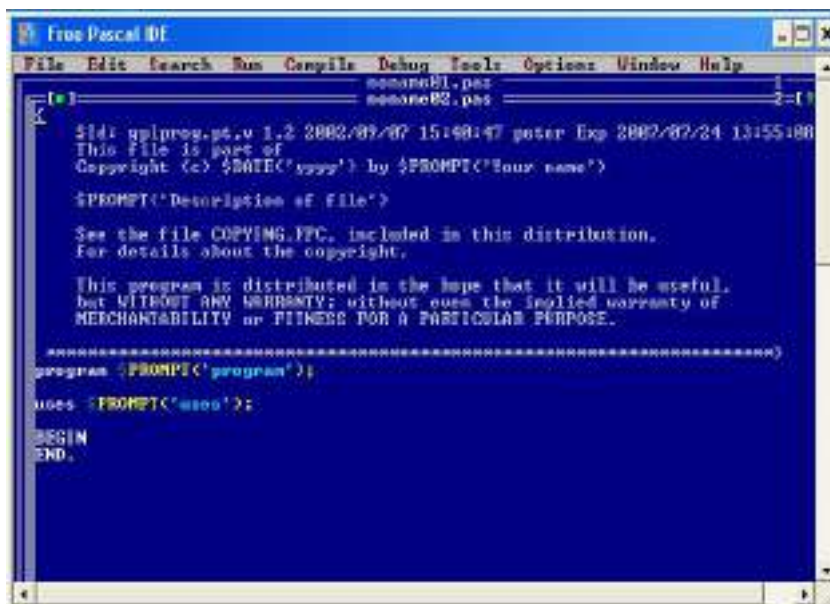 Free Pascal IDE
File Edit Search Run Compile Debug Tools Options Window Help
noname01.pas 1
[■] noname02.pas 2=[↑
{
$Id: gplprog.pt,v 1.2 2002/09/07 15:40:47 peter Exp 2007/07/24 13:55:08
This file is part of
Copyright (c) $DATE('yyyy') by $PROMPT('Your name')
$PROMPT('Description of file')
See the file COPYING.FPC, included in this distribution,
for details about the copyright.
This program is distributed in the hope that it will be useful,
but WITHOUT ANY WARRANTY; without even the implied warranty of
MERCHANTABILITY or FITNESS FOR A PARTICULAR PURPOSE.
program $PROMPT('program');
uses $PROMPT('uses');
BEGIN
END.